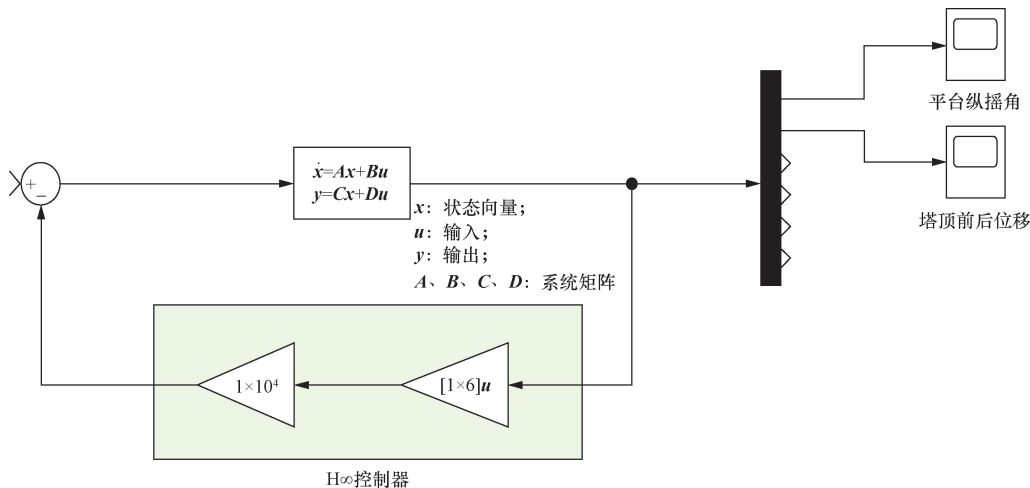 平台纵摇角
塔顶前后位移
+
−
ẋ=Ax+Bu
y=Cx+Du
x：状态向量；
u：输入；
y：输出；
A、B、C、D：系统矩阵
1×10⁴
[1×6]u
H∞控制器